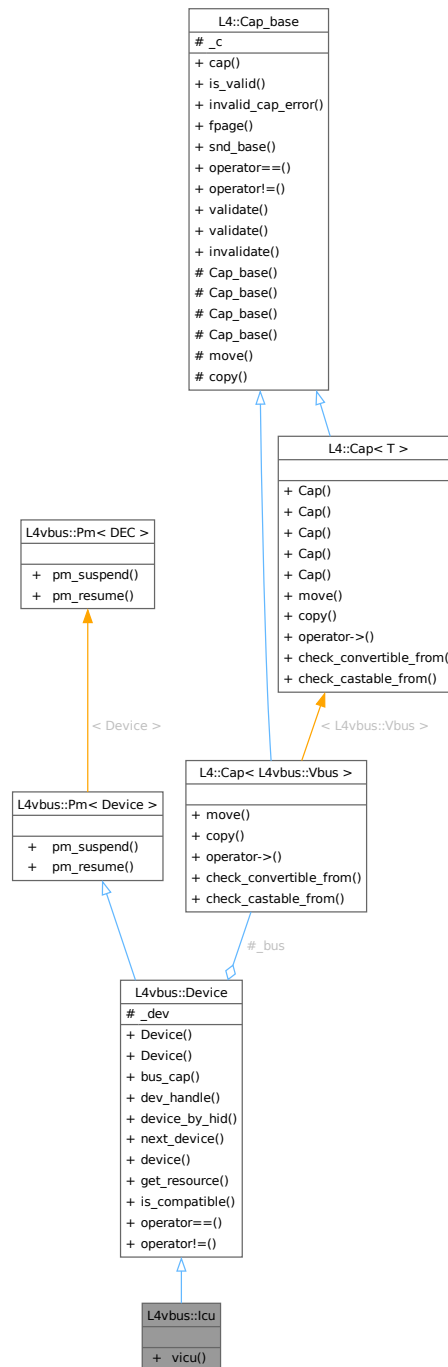 L4::Cap_base
# _c
+ cap()
+ is_valid()
+ invalid_cap_error()
+ fpage()
+ snd_base()
+ operator==()
+ operator!=()
+ validate()
+ validate()
+ invalidate()
# Cap_base()
# Cap_base()
# Cap_base()
# Cap_base()
# move()
# copy()
L4::Cap< T >
+ Cap()
+ Cap()
+ Cap()
+ Cap()
+ Cap()
+ move()
+ copy()
+ operator->()
+ check_convertible_from()
+ check_castable_from()
L4vbus::Pm< DEC >
+ pm_suspend()
+ pm_resume()
< Device >
< L4vbus::Vbus >
L4::Cap< L4vbus::Vbus >
+ move()
+ copy()
+ operator->()
+ check_convertible_from()
+ check_castable_from()
L4vbus::Pm< Device >
+ pm_suspend()
+ pm_resume()
#_bus
L4vbus::Device
# _dev
+ Device()
+ Device()
+ bus_cap()
+ dev_handle()
+ device_by_hid()
+ next_device()
+ device()
+ get_resource()
+ is_compatible()
+ operator==()
+ operator!=()
L4vbus::Icu
+ vicu()